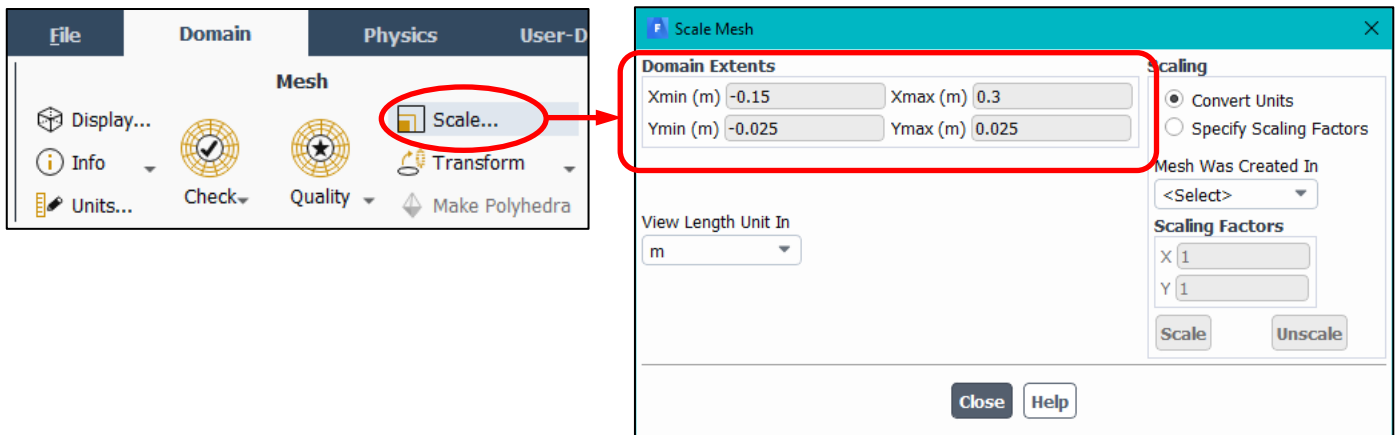 File Domain Physics User-D
Mesh
Display...
Info
Units...
Check
Quality
Scale...
Transform
Make Polyhedra
F Scale Mesh
Domain Extents
Xmin (m) -0.15 Xmax (m) 0.3
Ymin (m) -0.025 Ymax (m) 0.025
View Length Unit In
m
Scaling
Convert Units
Specify Scaling Factors
Mesh Was Created In
<Select>
Scaling Factors
X 1
Y 1
Scale Unscale
Close Help